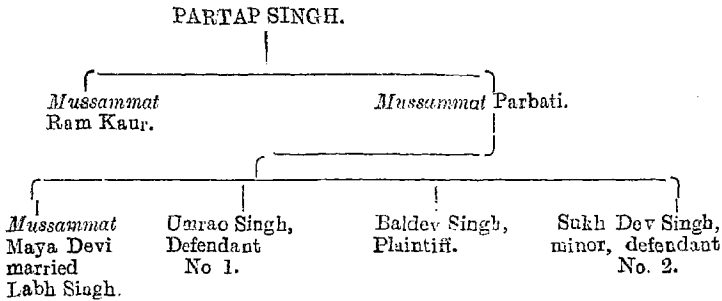 PARTAP SINGH.
Mussammat
Ram Kaur.
Mussammat Parbati.
Mussammat
Maya Devi
married
Labh Singh.
Umrao Singh,
Defendant
No 1.
Baldev Singh,
Plaintiff.
Sukh Dev Singh,
minor, defendant
No. 2.